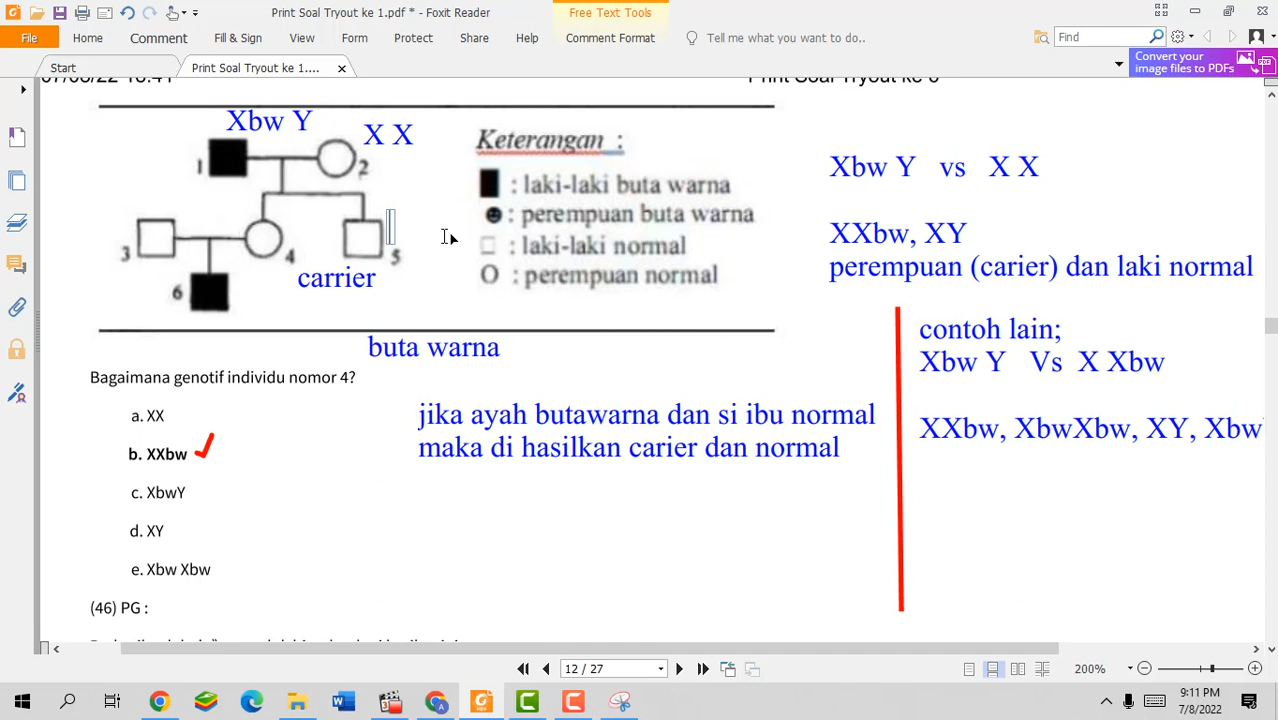 Print Soal Tryout ke 1.pdf * - Foxit Reader
Free Text Tools
File
Home
Comment
Fill & Sign
View
Form
Protect
Share
Help
Comment Format
Tell me what you want to do..
Find
Start
Print Soal Tryout ke 1....
Convert your
image files to PDFs
Print Soal Tryout ke 6
Xbw Y
X X
1
2
3
4
5
6
carrier
Keterangan :
: laki-laki buta warna
: perempuan buta warna
: laki-laki normal
: perempuan normal
Xbw Y vs X X
XXbw, XY
perempuan (carier) dan laki normal
contoh lain;
Xbw Y Vs X Xbw
XXbw, XbwXbw, XY, Xbw
buta warna
Bagaimana genotif individu nomor 4?
a. XX
b. XXbw
c. XbwY
d. XY
e. Xbw Xbw
jika ayah butawarna dan si ibu normal
maka di hasilkan carier dan normal
(46) PG :
12 / 27
200%
9:11 PM
7/8/2022